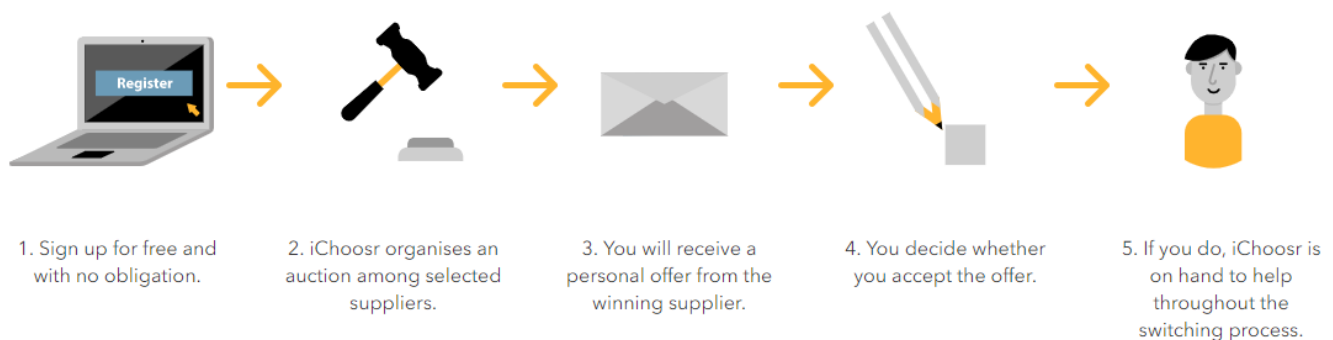 Register
1. Sign up for free and
with no obligation.
2. iChoosr organises an
auction among selected
suppliers.
3. You will receive a
personal offer from the
winning supplier.
4. You decide whether
you accept the offer.
5. If you do, iChoosr is
on hand to help
throughout the
switching process.